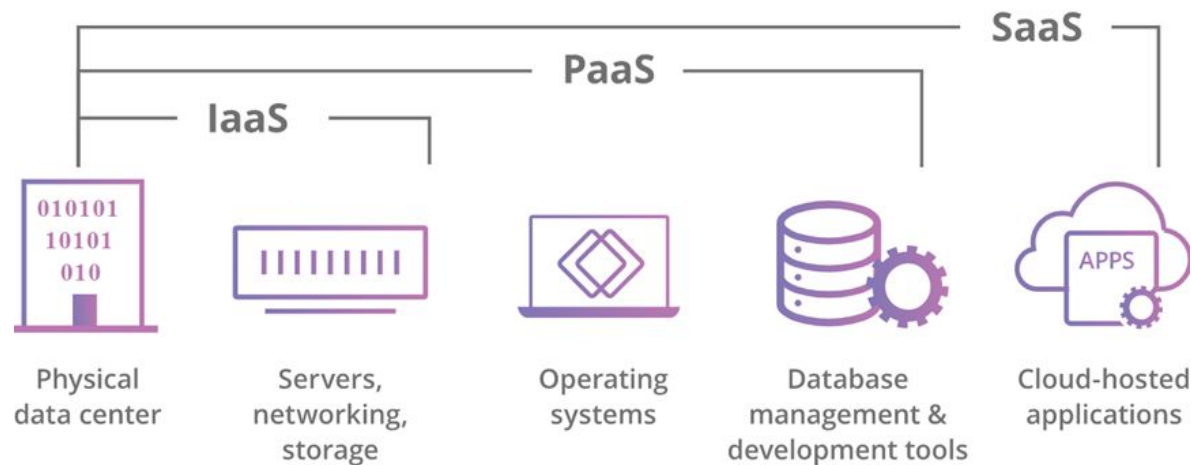 SaaS
PaaS
IaaS
010101
10101
010
APPS
Physical
data center
Servers,
networking,
storage
Operating
systems
Database
management &
development tools
Cloud-hosted
applications